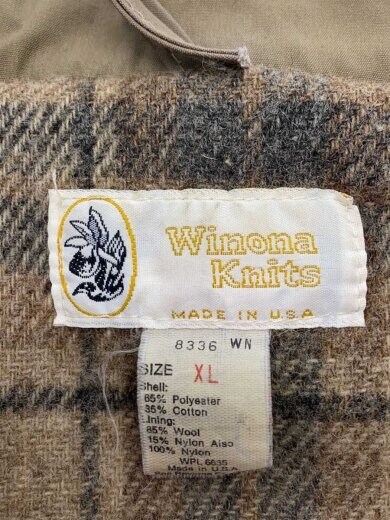 Winona
Knits
MADE IN U.S.A
8336 WN
SIZE XL
Shell:
65% Polyester
35% Cotton
Lining:
85% Wool
15% Nylon Also
100% Nylon
WPL 6635
Made in U.S.A